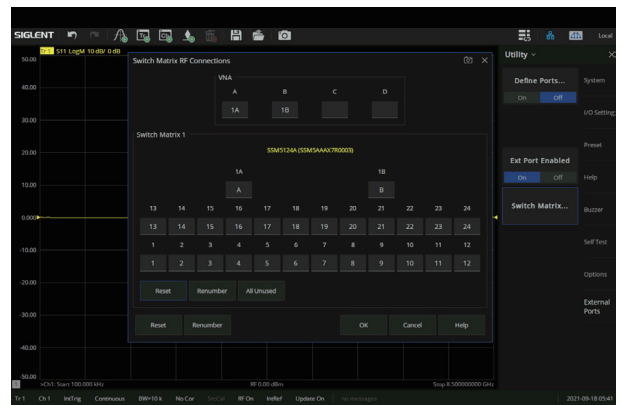 SIGLENT Local
Tr 1 S11 LogM 10 dB/ 0 dB
50.00
40.00
30.00
20.00
10.00
0.000
-10.00
-20.00
-30.00
-40.00
-50.00
Switch Matrix RF Connections
VNA
A B C D
1A 1B
Switch Matrix 1
SSM5124A (SSM5AAAX7R0003)
1A 1B
A B
13 14 15 16 17 18 19 20 21 22 23 24
13 14 15 16 17 18 19 20 21 22 23 24
1 2 3 4 5 6 7 8 9 10 11 12
1 2 3 4 5 6 7 8 9 10 11 12
Reset Renumber All Unused
Reset Renumber OK Cancel Help
Utility
Define Ports...
On Off
Ext Port Enabled
On Off
Switch Matrix...
System
I/O Setting
Preset
Help
Buzzer
Self Test
Options
External
Ports
1 >Ch1: Start 100.000 kHz RF 0.00 dBm Stop 8.500000000 GHz
Tr 1 Ch 1 IntTrig Continuous BW=10 k No Cor SrcCal RF On IntRef Update On no messages 2021-09-18 05:41